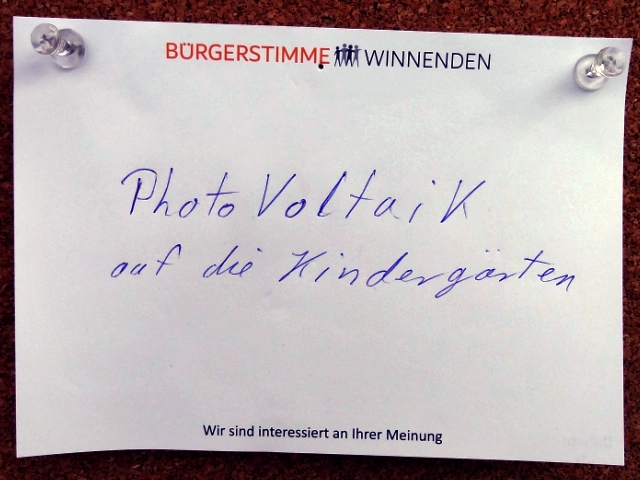 BÜRGERSTIMME WINNENDEN
PhotoVoltaik
auf die Kindergärten
Wir sind interessiert an Ihrer Meinung